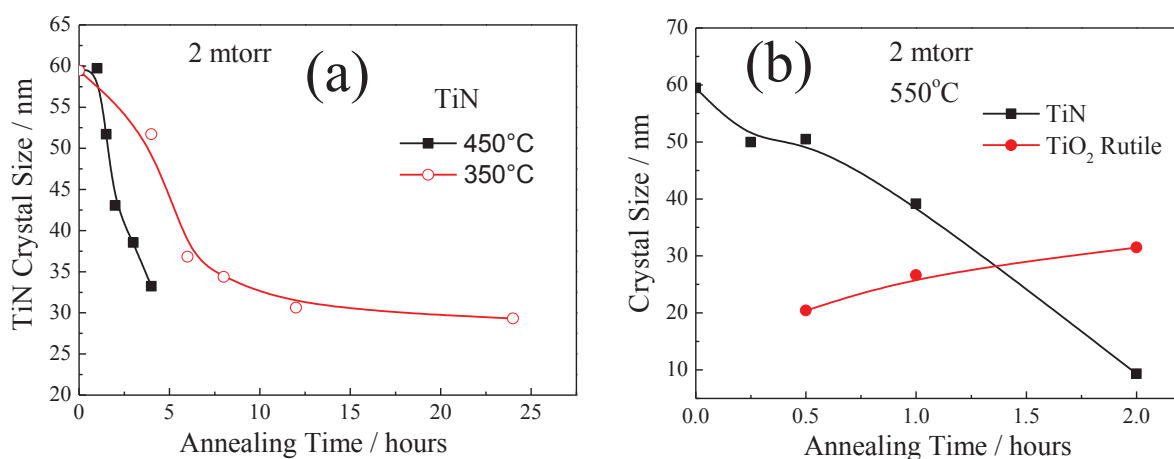 2 mtorr
(a)
TiN
450°C
350°C
65
60
55
50
45
40
35
30
25
20
TiN Crystal Size / nm
0 5 10 15 20 25
Annealing Time / hours
2 mtorr
(b)
550°C
TiN
TiO₂ Rutile
70
60
50
40
30
20
10
Crystal Size / nm
0.0 0.5 1.0 1.5 2.0
Annealing Time / hours